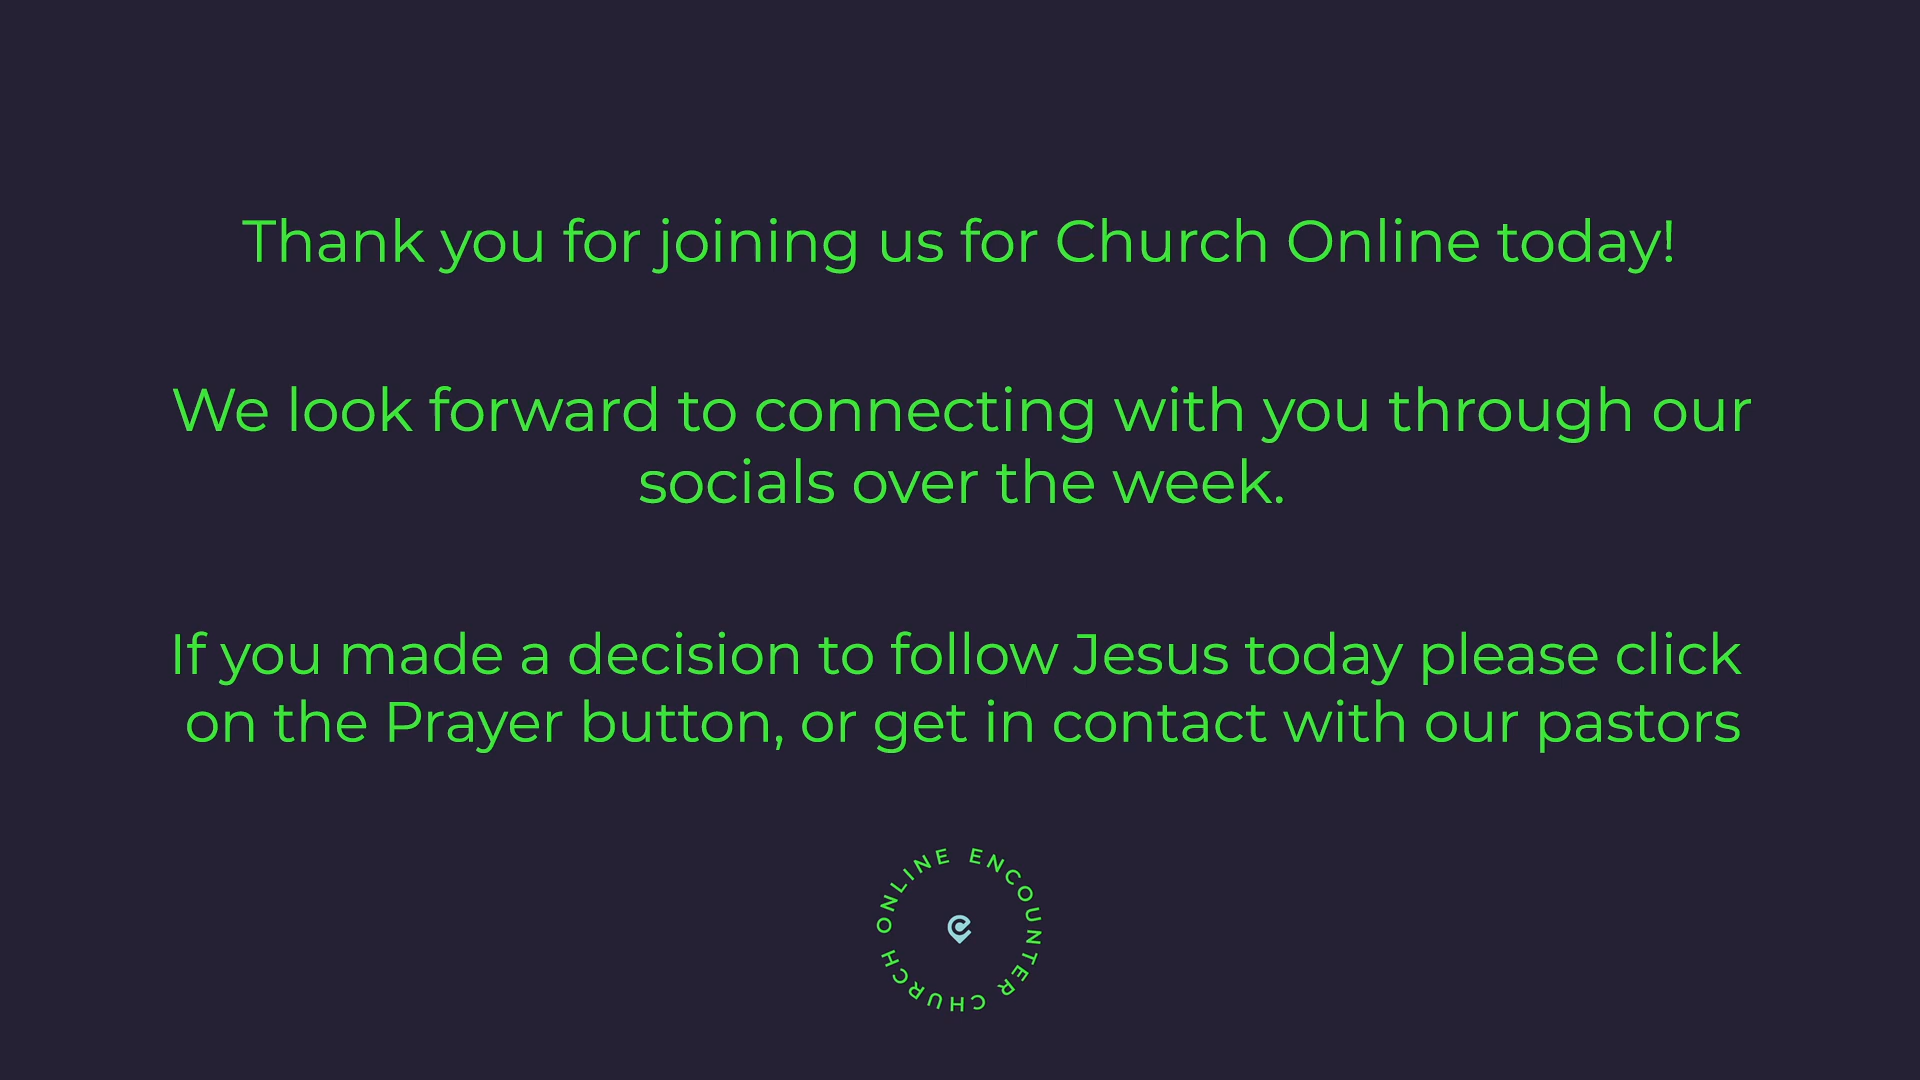 Thank you for joining us for Church Online today!
We look forward to connecting with you through our
socials over the week.
If you made a decision to follow Jesus today please click
on the Prayer button, or get in contact with our pastors
ENCOUNTER CHURCH ONLINE